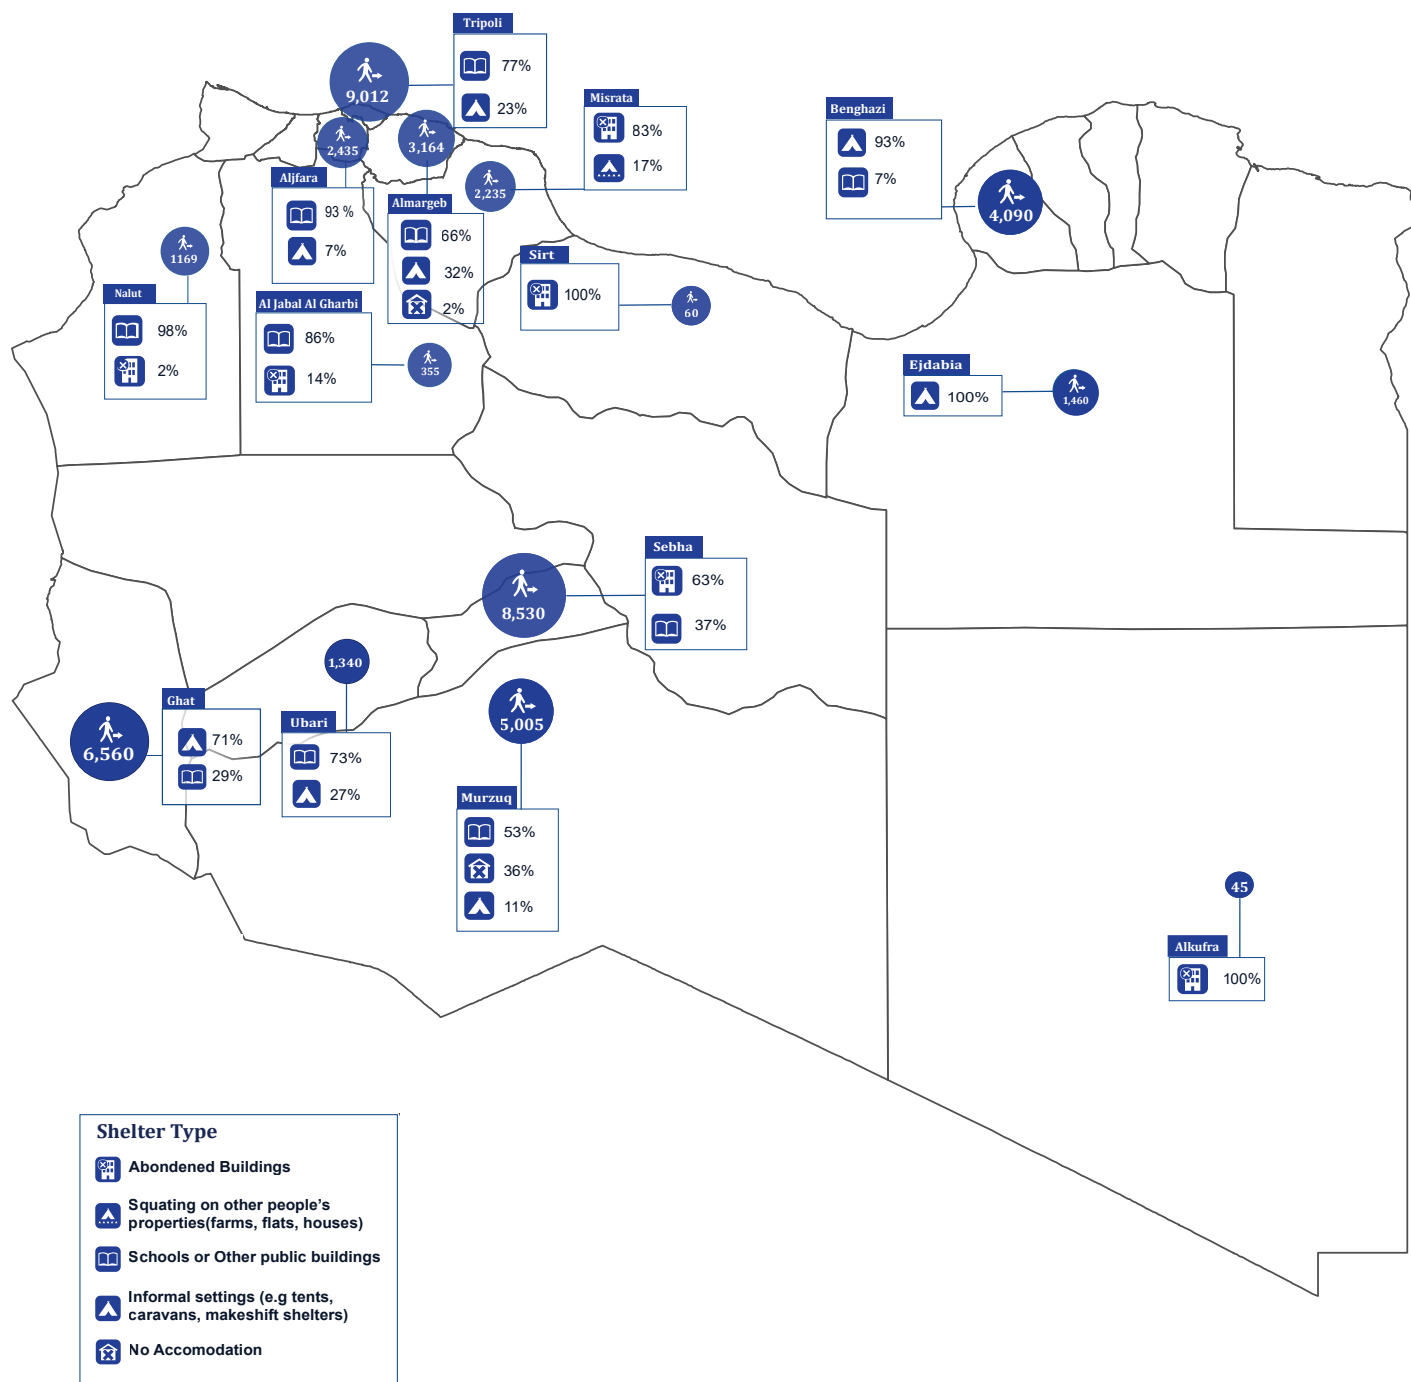 Tripoli
77%
23%
9,012
Misrata
83%
17%
2,235
Benghazi
93%
7%
4,090
2,435
Aljfara
93 %
7%
3,164
Almargeb
66%
32%
2%
1169
Nalut
98%
2%
Al Jabal Al Gharbi
86%
14%
355
Sirt
100%
60
Ejdabia
100%
1,460
Sebha
63%
37%
8,530
1,340
Ubari
73%
27%
Ghat
71%
29%
6,560
5,005
Murzuq
53%
36%
11%
45
Alkufra
100%
Shelter Type
Abondened Buildings
Squating on other people's
properties(farms, flats, houses)
Schools or Other public buildings
Informal settings (e.g tents,
caravans, makeshift shelters)
No Accomodation